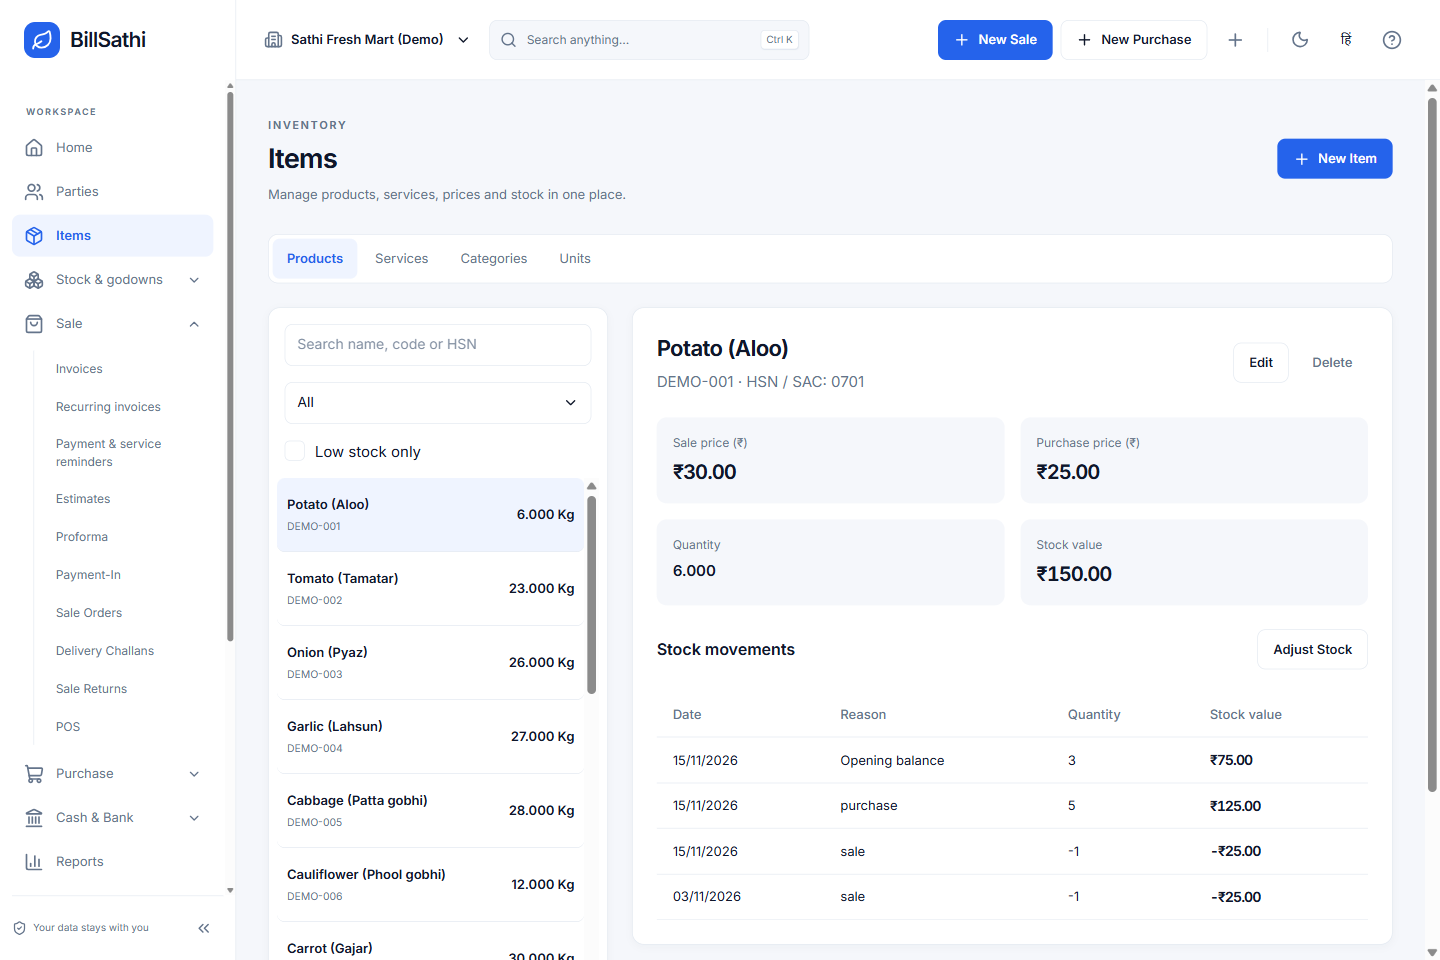 BillSathi
Sathi Fresh Mart (Demo)
Search anything...
Ctrl K
New Sale
New Purchase
हिं
WORKSPACE
Home
Parties
Items
Stock & godowns
Sale
Invoices
Recurring invoices
Payment & service
reminders
Estimates
Proforma
Payment-In
Sale Orders
Delivery Challans
Sale Returns
POS
Purchase
Cash & Bank
Reports
Your data stays with you
INVENTORY
Items
Manage products, services, prices and stock in one place.
New Item
Products Services Categories Units
Search name, code or HSN
All
Low stock only
Potato (Aloo)
DEMO-001
6.000 Kg
Tomato (Tamatar)
DEMO-002
23.000 Kg
Onion (Pyaz)
DEMO-003
26.000 Kg
Garlic (Lahsun)
DEMO-004
27.000 Kg
Cabbage (Patta gobhi)
DEMO-005
28.000 Kg
Cauliflower (Phool gobhi)
DEMO-006
12.000 Kg
Carrot (Gajar)
30.000 Kg
Potato (Aloo)
DEMO-001 · HSN / SAC: 0701
Edit
Delete
Sale price (₹)
₹30.00
Purchase price (₹)
₹25.00
Quantity
6.000
Stock value
₹150.00
Stock movements
Adjust Stock
Date Reason Quantity Stock value
15/11/2026 Opening balance 3 ₹75.00
15/11/2026 purchase 5 ₹125.00
15/11/2026 sale -1 -₹25.00
03/11/2026 sale -1 -₹25.00